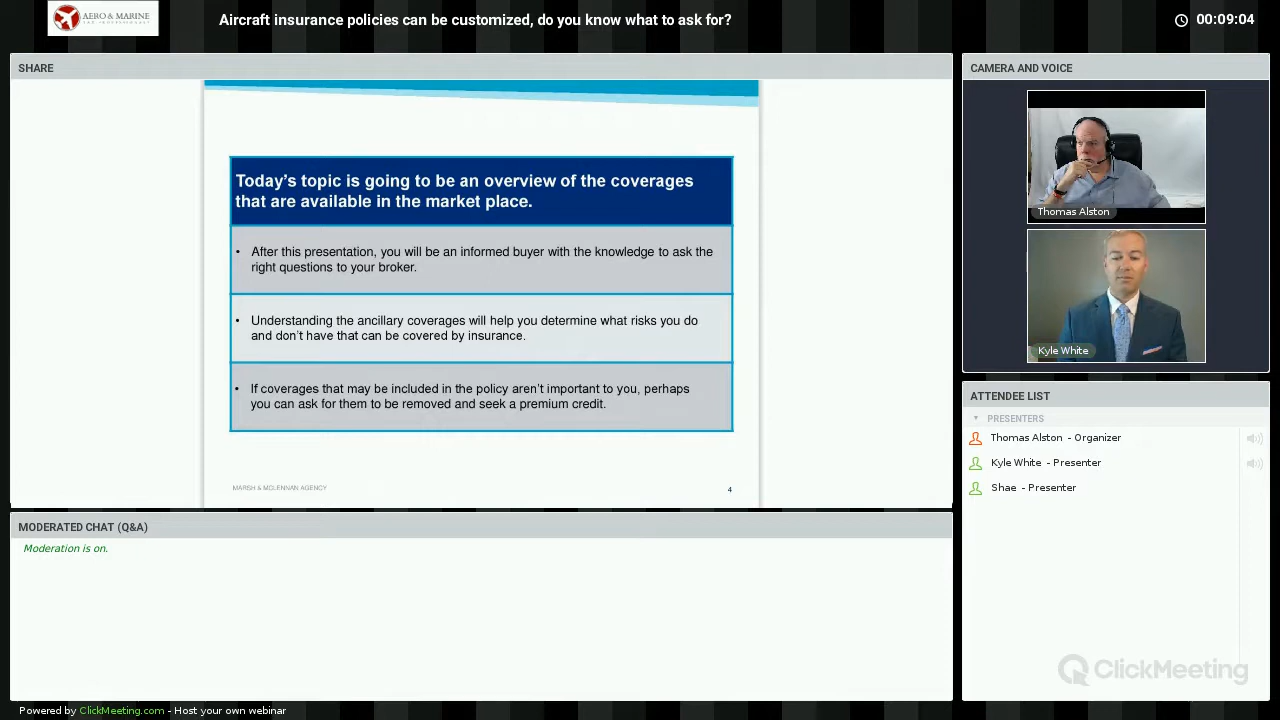 AERO & MARINE
Aircraft insurance policies can be customized, do you know what to ask for?
00:09:04
SHARE
Today's topic is going to be an overview of the coverages
that are available in the market place.
• After this presentation, you will be an informed buyer with the knowledge to ask the
right questions to your broker.
• Understanding the ancillary coverages will help you determine what risks you do
and don't have that can be covered by insurance.
• If coverages that may be included in the policy aren't important to you, perhaps
you can ask for them to be removed and seek a premium credit.
MARSH & MCLENNAN AGENCY
4
CAMERA AND VOICE
Thomas Alston
Kyle White
ATTENDEE LIST
PRESENTERS
Thomas Alston - Organizer
Kyle White - Presenter
Shae - Presenter
MODERATED CHAT (Q&A)
Moderation is on.
ClickMeeting
Powered by ClickMeeting.com - Host your own webinar